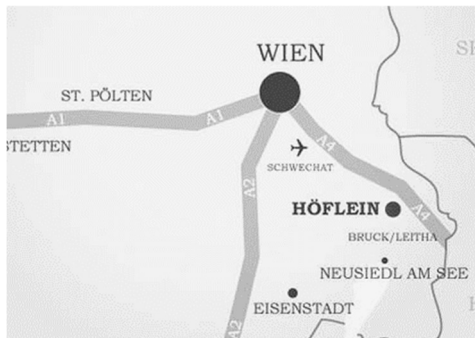 WIEN
ST. PÖLTEN
A1
A1
STETTEN
A4
SCHWECHAT
A2
HÖFLEIN
A4
BRUCK/LEITHA
NEUSIEDL AM SEE
EISENSTADT
A2